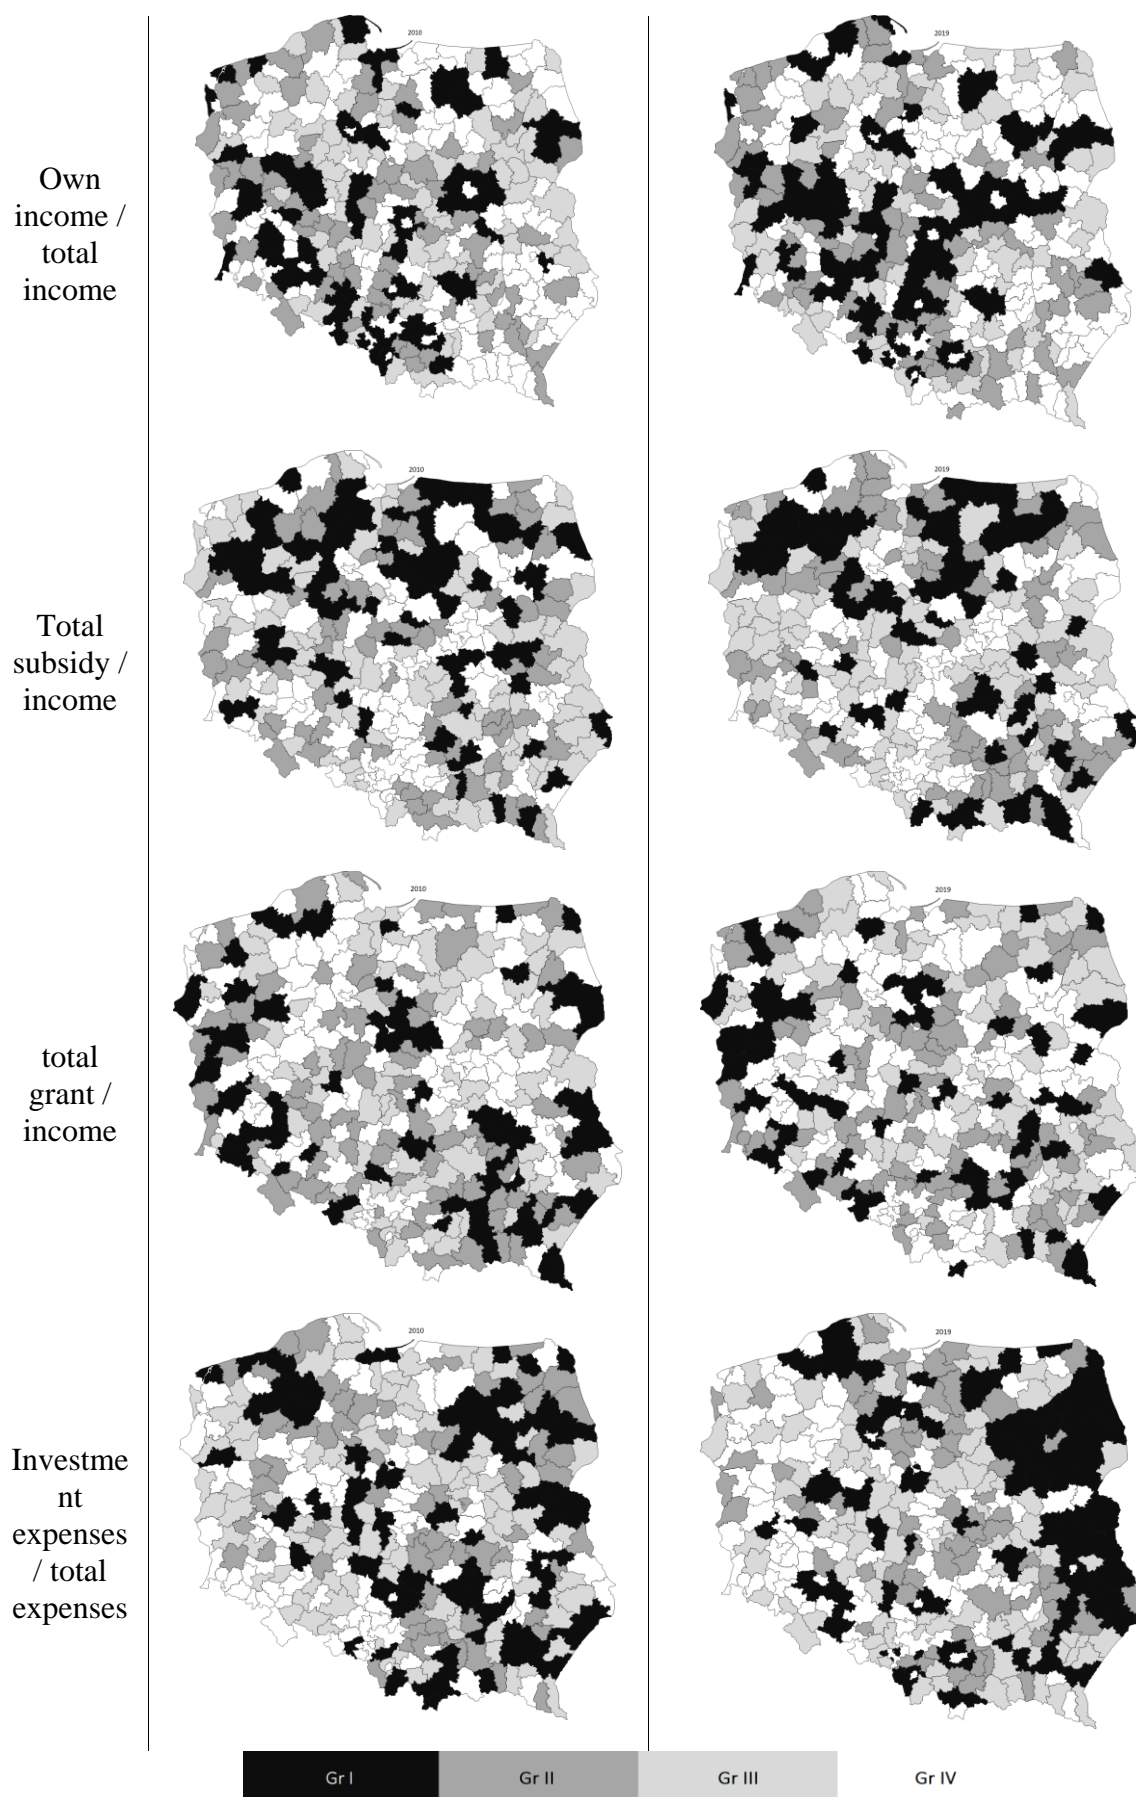 2010
2019
Own
income /
total
income
2010
2019
Total
subsidy /
income
2010
2019
total
grant /
income
2010
2019
Investme
nt
expenses
/ total
expenses
Gr I
Gr II
Gr III
Gr IV